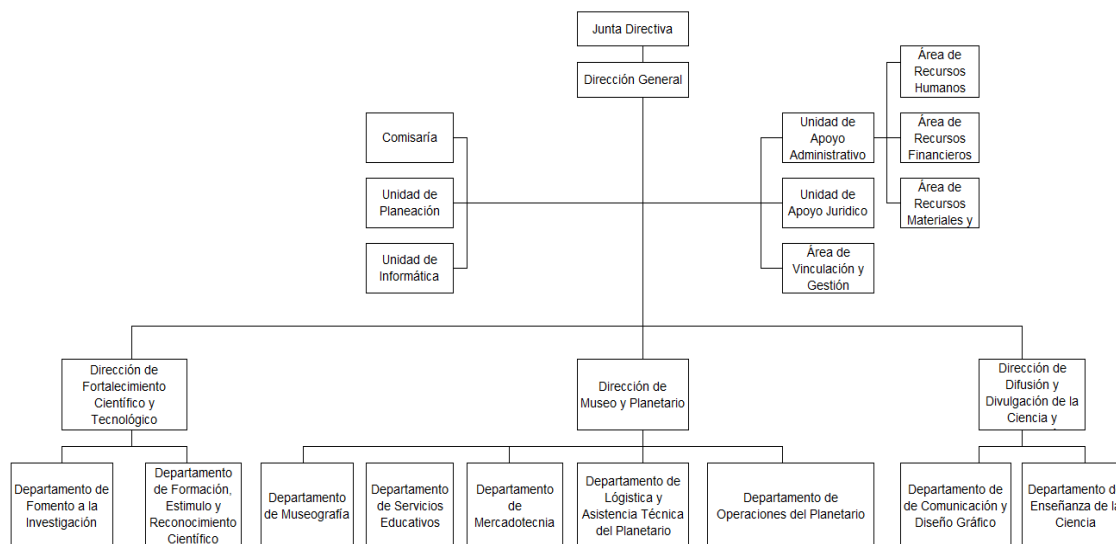 Junta Directiva
Dirección General
Área de
Recursos
Humanos
Comisaría
Unidad de
Apoyo
Administrativo
Área de
Recursos
Financieros
Unidad de
Planeación
Unidad de
Apoyo Juridico
Área de
Recursos
Materiales y
Unidad de
Informática
Área de
Vinculación y
Gestión
Dirección de
Fortalecimiento
Científico y
Tecnológico
Dirección de
Museo y Planetario
Dirección de
Difusión y
Divulgación de la
Ciencia y
Departamento de
Fomento a la
Investigación
Departamento
de Formación,
Estimulo y
Reconocimiento
Científico
Departamento
de Museografía
Departamento
de Servicios
Educativos
Departamento
de
Mercadotecnia
Departamento de
Lógistica y
Asistencia Técnica
del Planetario
Departamento de
Operaciones del Planetario
Departamento
de Comunicación y
Diseño Gráfico
Departamento de
Enseñanza de la
Ciencia